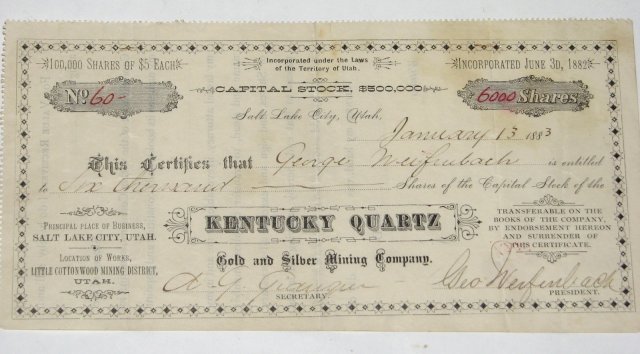 100,000 SHARES OF $5 EACH
Incorporated under the Laws
of the Territory of Utah.
INCORPORATED JUNE 30, 1882
No. 60
CAPITAL STOCK, $500,000
6000 Shares
Salt Lake City, Utah,
January 13 1883
This Certifies that George Weifenbach is entitled
to Six thousand Shares of the Capital Stock of the
PRINCIPAL PLACE OF BUSINESS,
SALT LAKE CITY, UTAH.
LOCATION OF WORKS,
LITTLE COTTONWOOD MINING DISTRICT,
UTAH.
KENTUCKY QUARTZ
Gold and Silver Mining Company.
TRANSFERABLE ON THE
BOOKS OF THE COMPANY,
BY ENDORSEMENT HEREON
AND SURRENDER OF
THIS CERTIFICATE.
A. G.
SECRETARY.
Geo Weifenbach
PRESIDENT.